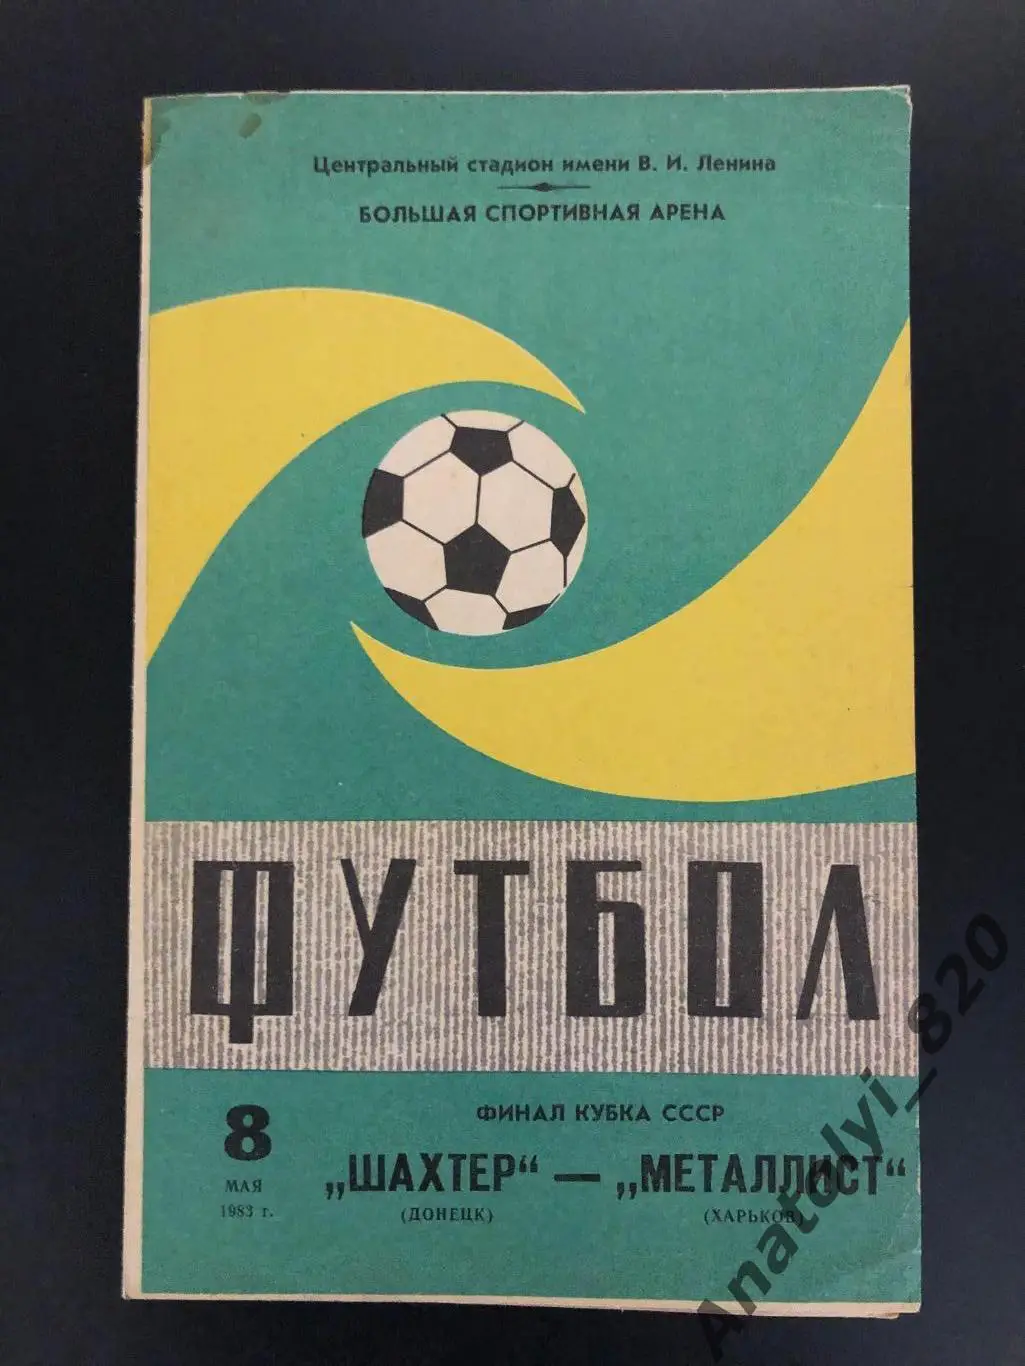 Центральный стадион имени В. И. Ленина
БОЛЬШАЯ СПОРТИВНАЯ АРЕНА
ФУТБОЛ
8
МАЯ
1983 г.
ФИНАЛ КУБКА СССР
„ШАХТЕР“ — „МЕТАЛЛИСТ“
(ДОНЕЦК) (ХАРЬКОВ)
Anatolyi_820